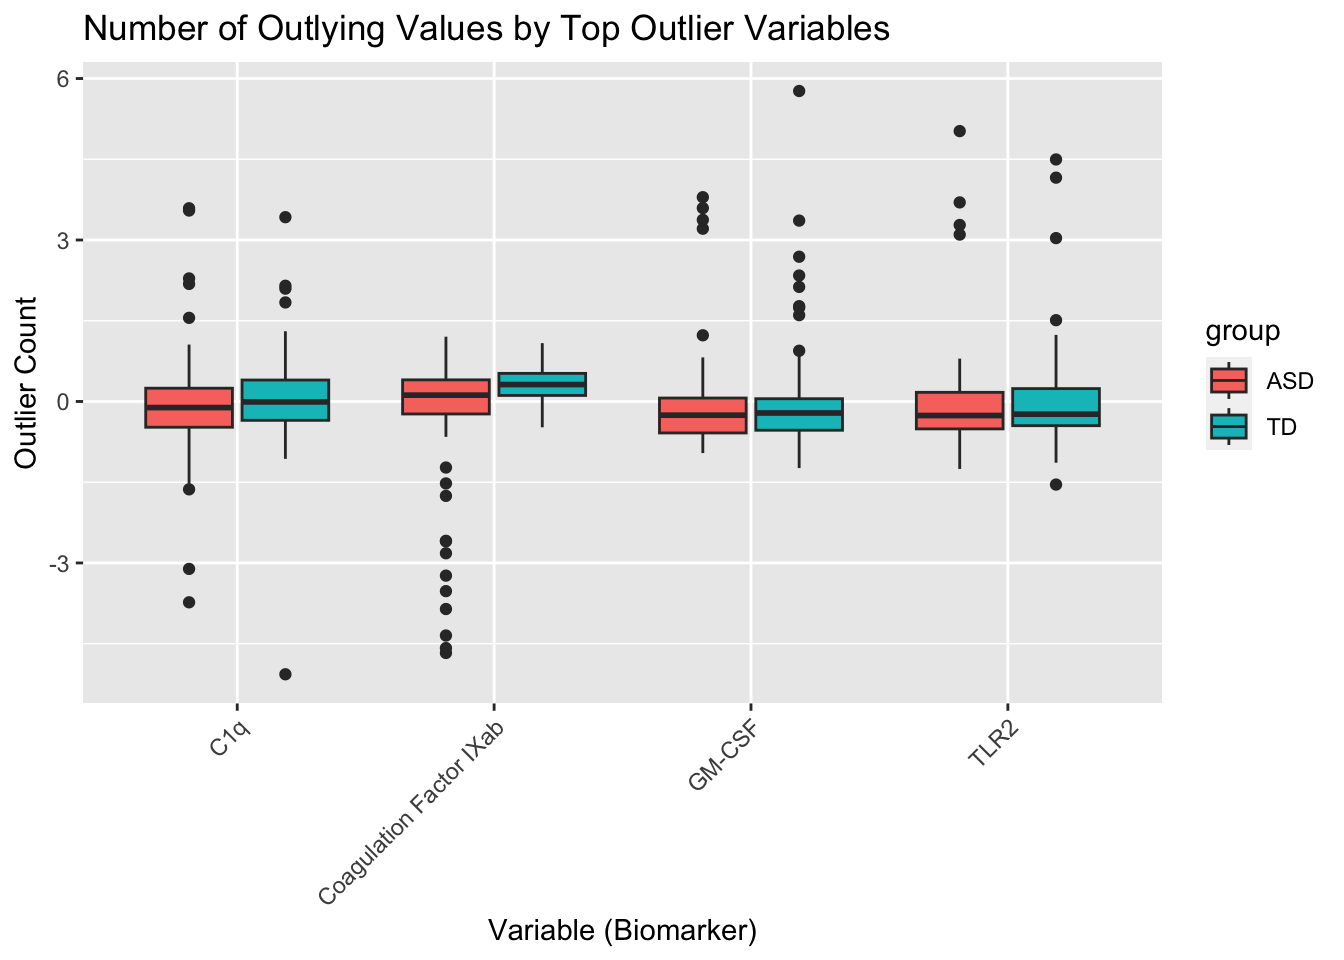 Number of Outlying Values by Top Outlier Variables
6
3
0
-3
Outlier Count
C1q
Coagulation Factor IXab
GM-CSF
TLR2
Variable (Biomarker)
group
ASD
TD